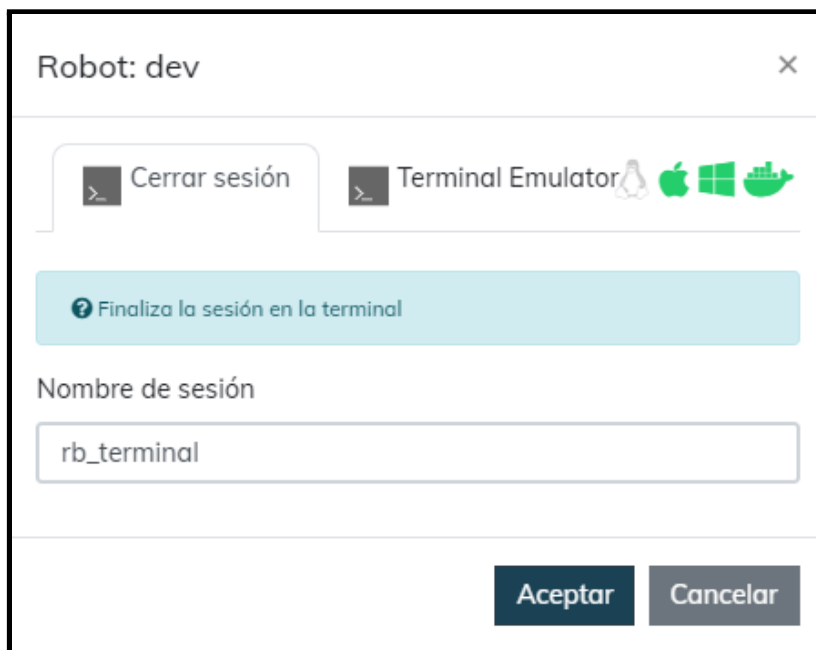 Robot: dev
×
>_ Cerrar sesión
>_ Terminal Emulator
Finaliza la sesión en la terminal
Nombre de sesión
rb_terminal
Aceptar
Cancelar